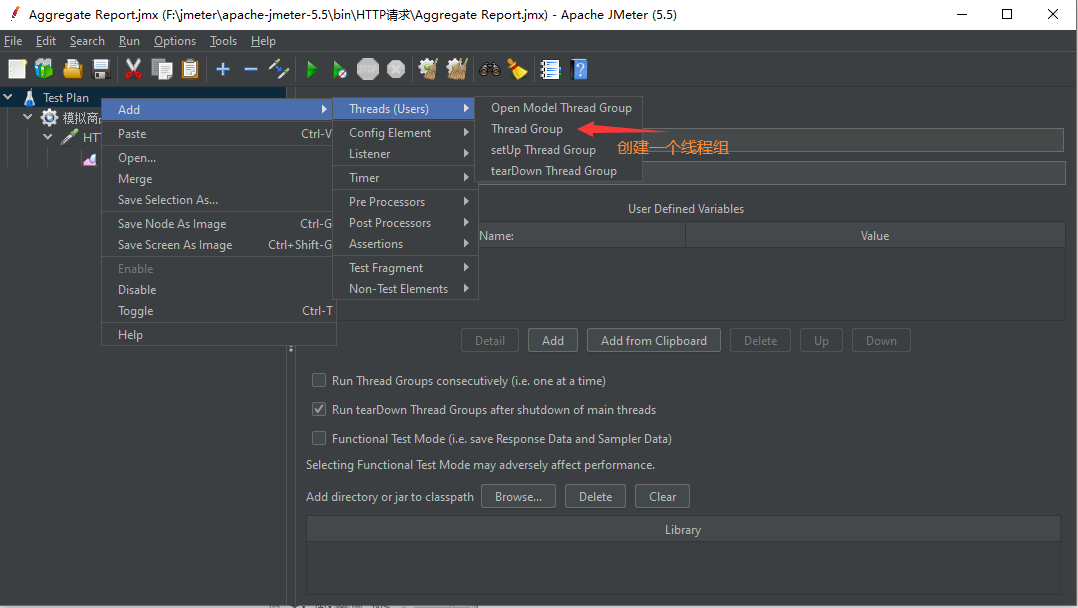 Aggregate Report.jmx (F:\jmeter\apache-jmeter-5.5\bin\HTTP请求\Aggregate Report.jmx) - Apache JMeter (5.5)
File Edit Search Run Options Tools Help
STOP
Test Plan
模拟商
HT
Add
Paste Ctrl-V
Open...
Merge
Save Selection As...
Save Node As Image Ctrl-G
Save Screen As Image Ctrl+Shift-G
Enable
Disable
Toggle Ctrl-T
Help
Threads (Users)
Config Element
Listener
Timer
Pre Processors
Post Processors
Assertions
Test Fragment
Non-Test Elements
Open Model Thread Group
Thread Group
setUp Thread Group
tearDown Thread Group
创建一个线程组
User Defined Variables
Name: Value
Detail Add Add from Clipboard Delete Up Down
Run Thread Groups consecutively (i.e. one at a time)
Run tearDown Thread Groups after shutdown of main threads
Functional Test Mode (i.e. save Response Data and Sampler Data)
Selecting Functional Test Mode may adversely affect performance.
Add directory or jar to classpath Browse... Delete Clear
Library